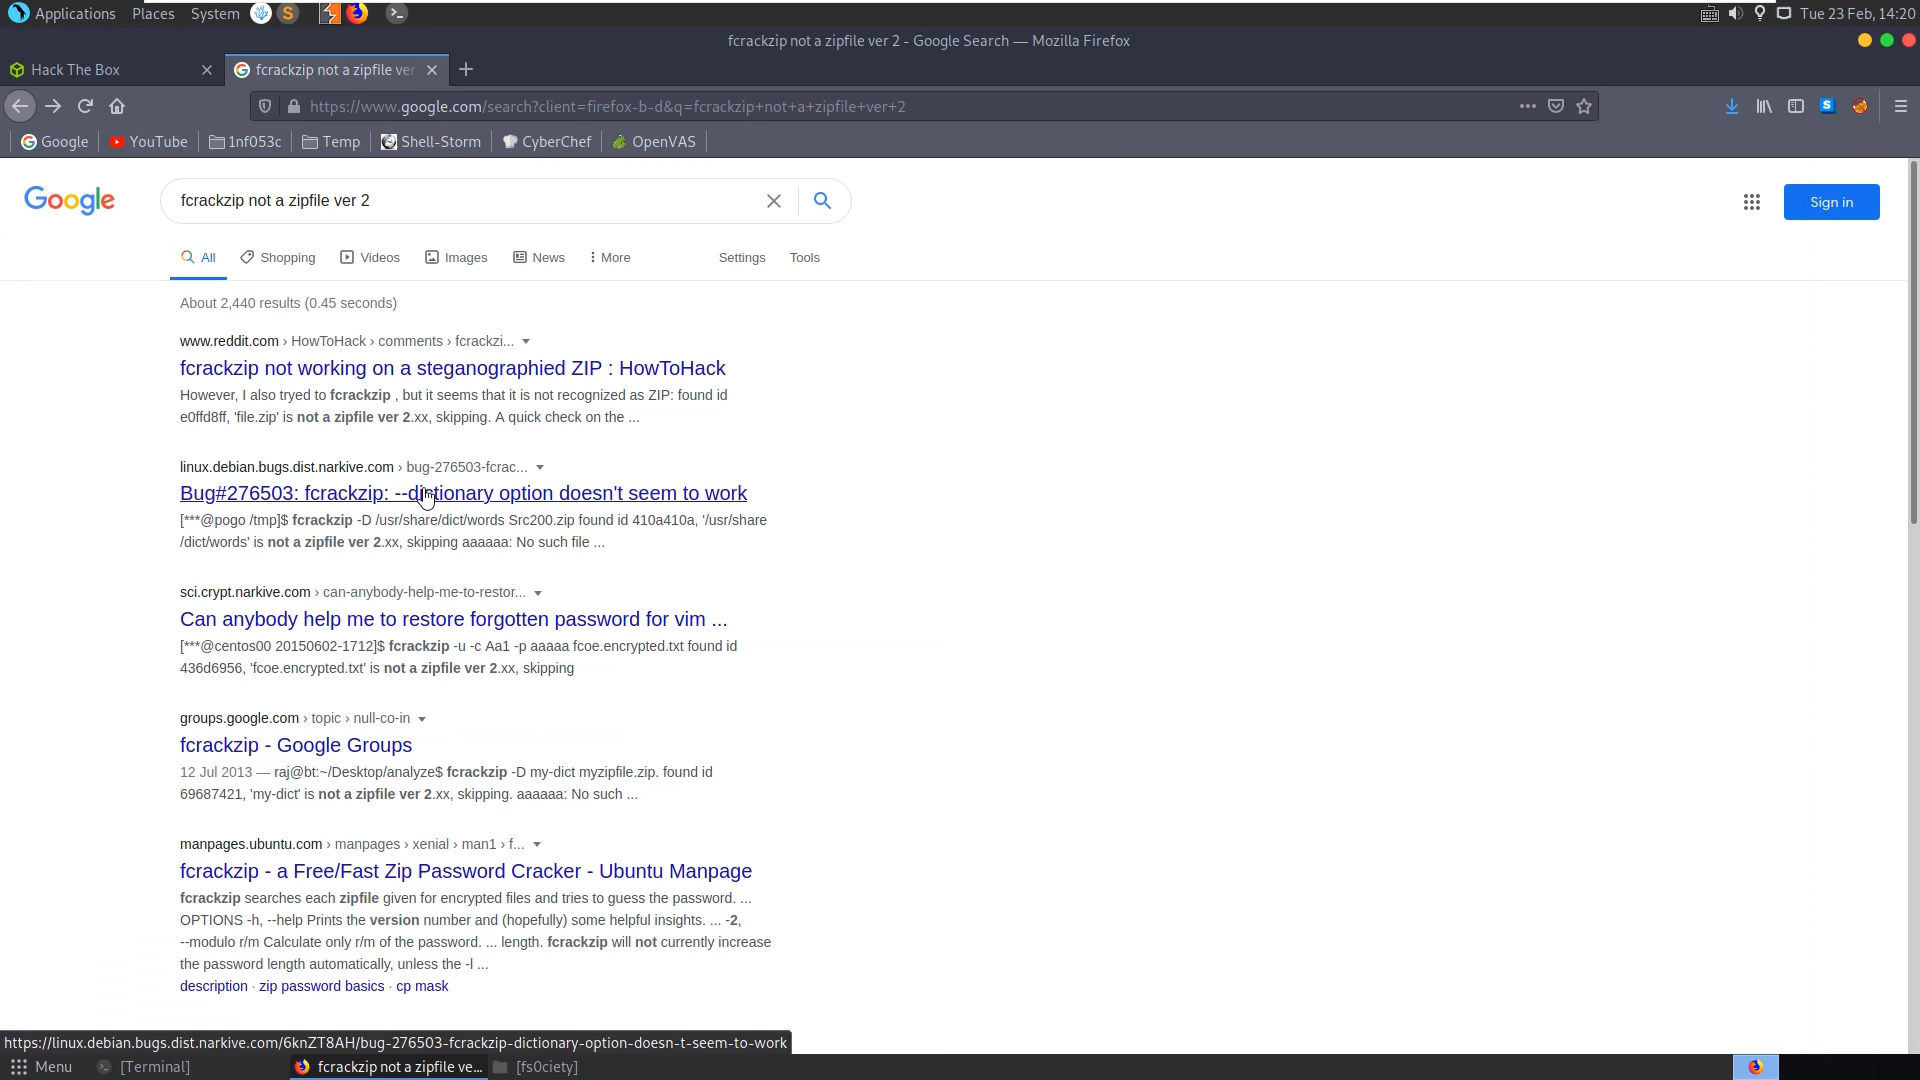 Applications Places System Tue 23 Feb, 14:20
fcrackzip not a zipfile ver 2 - Google Search — Mozilla Firefox
Hack The Box fcrackzip not a zipfile ver
https://www.google.com/search?client=firefox-b-d&q=fcrackzip+not+a+zipfile+ver+2
Google YouTube 1nf053c Temp Shell-Storm CyberChef OpenVAS
Google fcrackzip not a zipfile ver 2 Sign in
All Shopping Videos Images News More Settings Tools
About 2,440 results (0.45 seconds)
www.reddit.com › HowToHack › comments › fcrackzi...
fcrackzip not working on a steganographied ZIP : HowToHack
However, I also tryed to fcrackzip , but it seems that it is not recognized as ZIP: found id
e0ffd8ff, 'file.zip' is not a zipfile ver 2.xx, skipping. A quick check on the ...
linux.debian.bugs.dist.narkive.com › bug-276503-fcrac...
Bug#276503: fcrackzip: --dictionary option doesn't seem to work
[***@pogo /tmp]$ fcrackzip -D /usr/share/dict/words Src200.zip found id 410a410a, '/usr/share
/dict/words' is not a zipfile ver 2.xx, skipping aaaaaa: No such file ...
sci.crypt.narkive.com › can-anybody-help-me-to-restor...
Can anybody help me to restore forgotten password for vim ...
[***@centos00 20150602-1712]$ fcrackzip -u -c Aa1 -p aaaaa fcoe.encrypted.txt found id
436d6956, 'fcoe.encrypted.txt' is not a zipfile ver 2.xx, skipping
groups.google.com › topic › null-co-in
fcrackzip - Google Groups
12 Jul 2013 — raj@bt:~/Desktop/analyze$ fcrackzip -D my-dict myzipfile.zip. found id
69687421, 'my-dict' is not a zipfile ver 2.xx, skipping. aaaaaa: No such ...
manpages.ubuntu.com › manpages › xenial › man1 › f...
fcrackzip - a Free/Fast Zip Password Cracker - Ubuntu Manpage
fcrackzip searches each zipfile given for encrypted files and tries to guess the password. ...
OPTIONS -h, --help Prints the version number and (hopefully) some helpful insights. ... -2,
--modulo r/m Calculate only r/m of the password. ... length. fcrackzip will not currently increase
the password length automatically, unless the -l ...
description · zip password basics · cp mask
https://linux.debian.bugs.dist.narkive.com/6knZT8AH/bug-276503-fcrackzip-dictionary-option-doesn-t-seem-to-work
Menu [Terminal] fcrackzip not a zipfile ve... [fs0ciety]